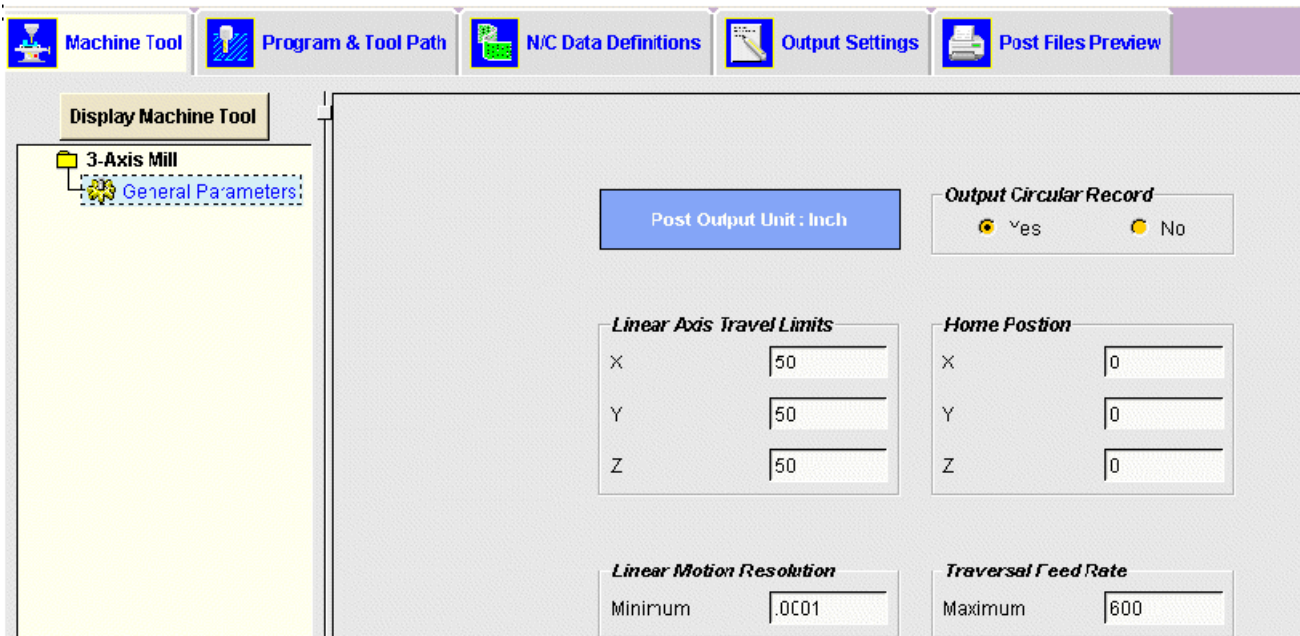 Machine Tool Program & Tool Path N/C Data Definitions Output Settings Post Files Preview
Display Machine Tool
3-Axis Mill
General Parameters
Post Output Unit : Inch
Output Circular Record
Yes No
Linear Axis Travel Limits
X 50
Y 50
Z 50
Home Postion
X 0
Y 0
Z 0
Linear Motion Resolution
Minimum .0001
Traversal Feed Rate
Maximum 600